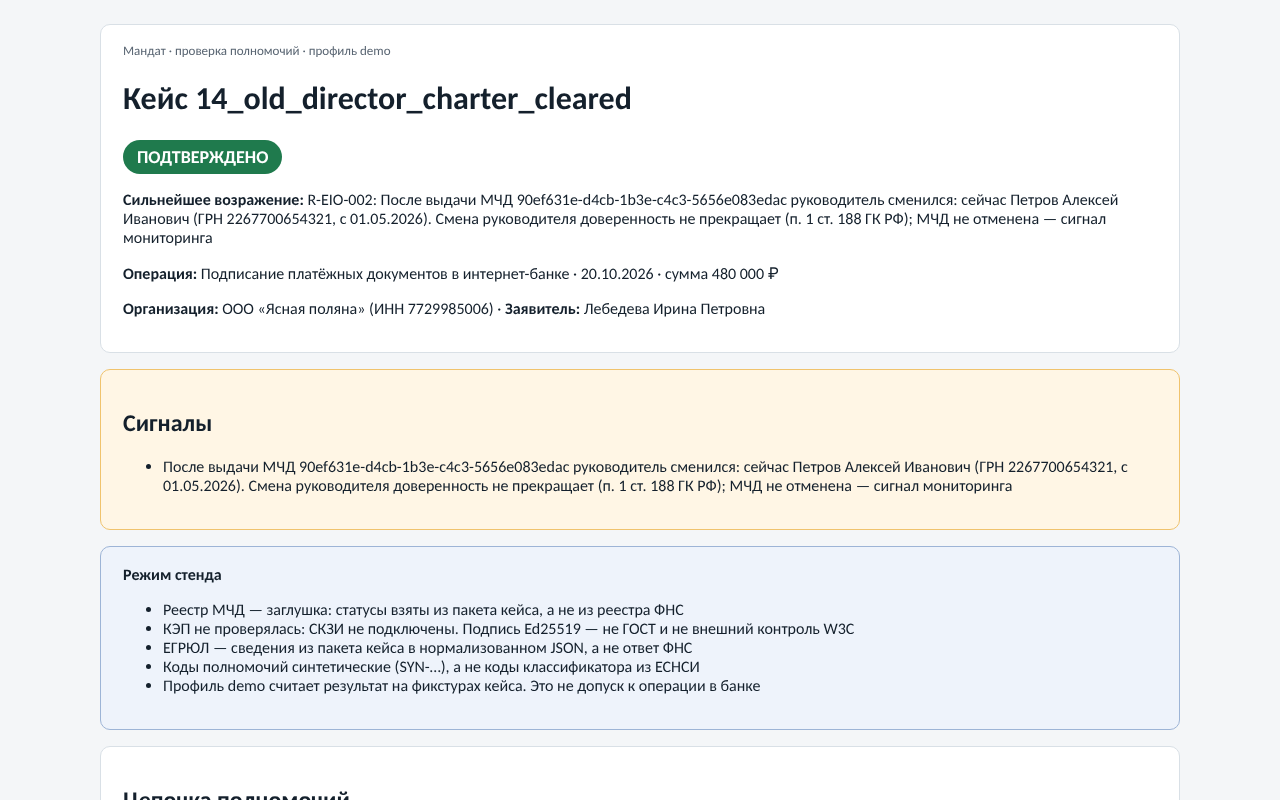 Мандат · проверка полномочий · профиль demo
Кейс 14_old_director_charter_cleared
ПОДТВЕРЖДЕНО
Сильнейшее возражение: R-EIO-002: После выдачи МЧД 90ef631e-d4cb-1b3e-c4c3-5656e083edac руководитель сменился: сейчас Петров Алексей
Иванович (ГРН 2267700654321, с 01.05.2026). Смена руководителя доверенность не прекращает (п. 1 ст. 188 ГК РФ); МЧД не отменена — сигнал
мониторинга
Операция: Подписание платёжных документов в интернет-банке · 20.10.2026 · сумма 480 000 ₽
Организация: ООО «Ясная поляна» (ИНН 7729985006) · Заявитель: Лебедева Ирина Петровна
Сигналы
• После выдачи МЧД 90ef631e-d4cb-1b3e-c4c3-5656e083edac руководитель сменился: сейчас Петров Алексей Иванович (ГРН 2267700654321, с
01.05.2026). Смена руководителя доверенность не прекращает (п. 1 ст. 188 ГК РФ); МЧД не отменена — сигнал мониторинга
Режим стенда
• Реестр МЧД — заглушка: статусы взяты из пакета кейса, а не из реестра ФНС
• КЭП не проверялась: СКЗИ не подключены. Подпись Ed25519 — не ГОСТ и не внешний контроль W3C
• ЕГРЮЛ — сведения из пакета кейса в нормализованном JSON, а не ответ ФНС
• Коды полномочий синтетические (SYN-…), а не коды классификатора из ЕСНСИ
• Профиль demo считает результат на фикстурах кейса. Это не допуск к операции в банке
Цепочка полномочий